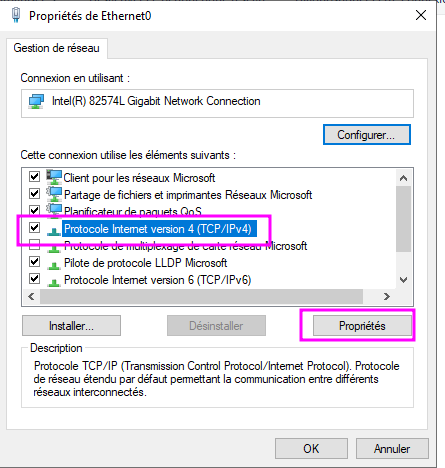 Propriétés de Ethernet0
Gestion de réseau
Connexion en utilisant :
Intel(R) 82574L Gigabit Network Connection
Configurer...
Cette connexion utilise les éléments suivants :
Client pour les réseaux Microsoft
Partage de fichiers et imprimantes Réseaux Microsoft
Planificateur de paquets QoS
Protocole Internet version 4 (TCP/IPv4)
Protocole de multiplexage de carte réseau Microsoft
Pilote de protocole LLDP Microsoft
Protocole Internet version 6 (TCP/IPv6)
Installer...
Désinstaller
Propriétés
Description
Protocole TCP/IP (Transmission Control Protocol/Internet Protocol). Protocole
de réseau étendu par défaut permettant la communication entre différents
réseaux interconnectés.
OK
Annuler